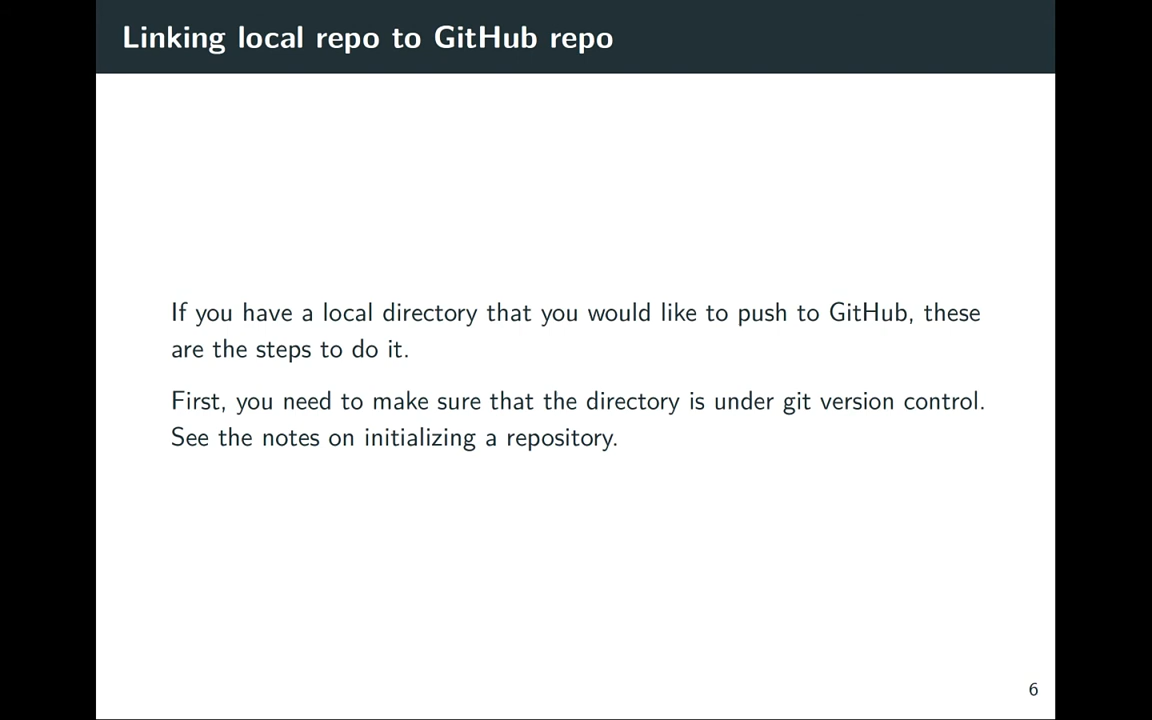 Linking local repo to GitHub repo
If you have a local directory that you would like to push to GitHub, these
are the steps to do it.
First, you need to make sure that the directory is under git version control.
See the notes on initializing a repository.
6